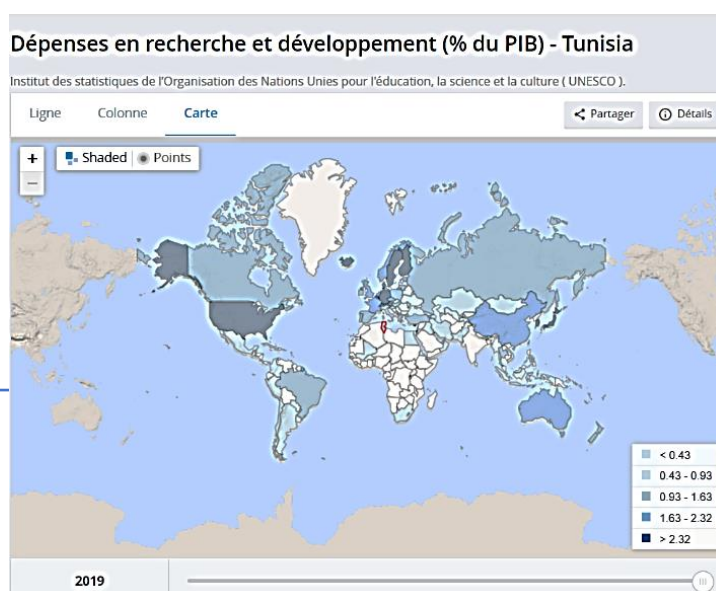 Dépenses en recherche et développement (% du PIB) - Tunisia
Institut des statistiques de l'Organisation des Nations Unies pour l'éducation, la science et la culture ( UNESCO ).
Ligne Colonne Carte Partager Détails
+ Shaded Points
–
< 0.43
0.43 - 0.93
0.93 - 1.63
1.63 - 2.32
> 2.32
2019